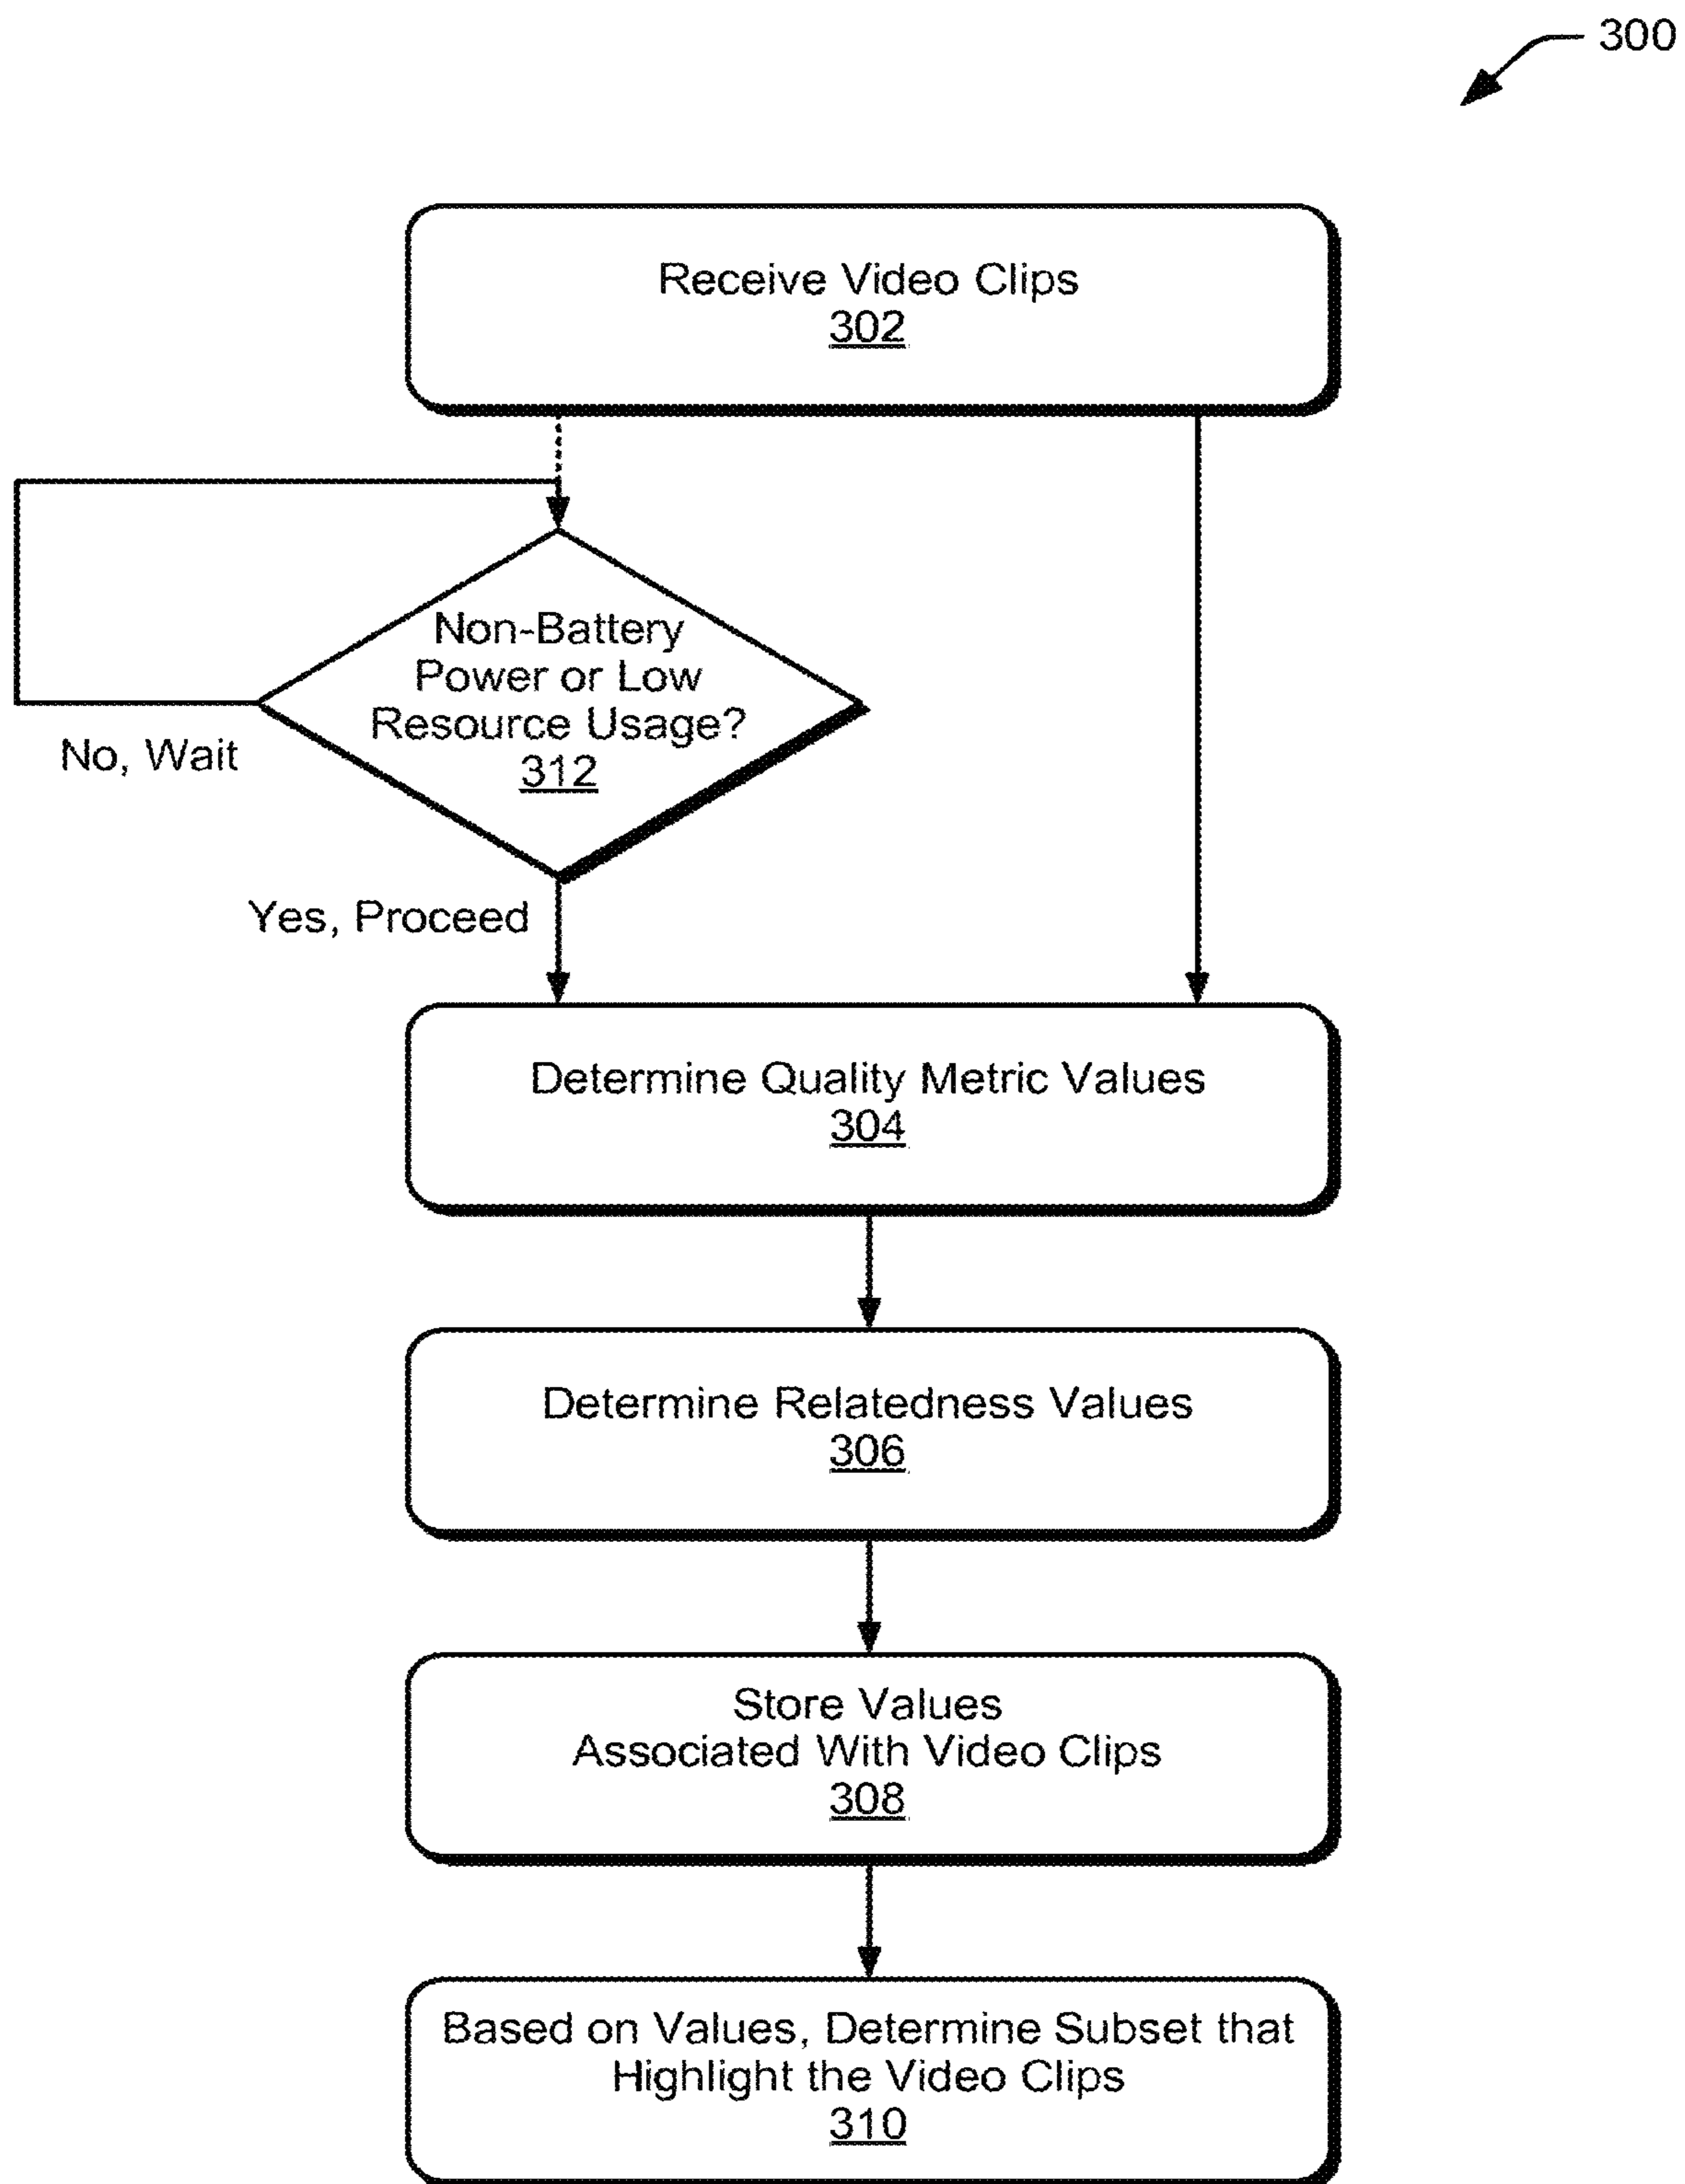 300
Receive Video Clips
302
Non-Battery
Power or Low
Resource Usage?
312
No, Wait
Yes, Proceed
Determine Quality Metric Values
304
Determine Relatedness Values
306
Store Values
Associated With Video Clips
308
Based on Values, Determine Subset that
Highlight the Video Clips
310